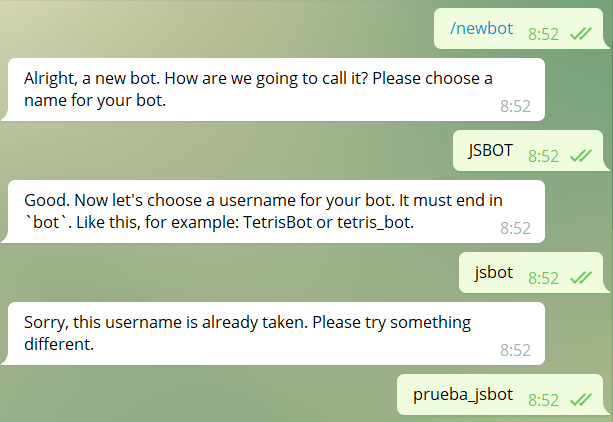 /newbot 8:52
Alright, a new bot. How are we going to call it? Please choose a
name for your bot.
8:52
JSBOT 8:52
Good. Now let's choose a username for your bot. It must end in
`bot`. Like this, for example: TetrisBot or tetris_bot.
8:52
jsbot 8:52
Sorry, this username is already taken. Please try something
different.
8:52
prueba_jsbot 8:52